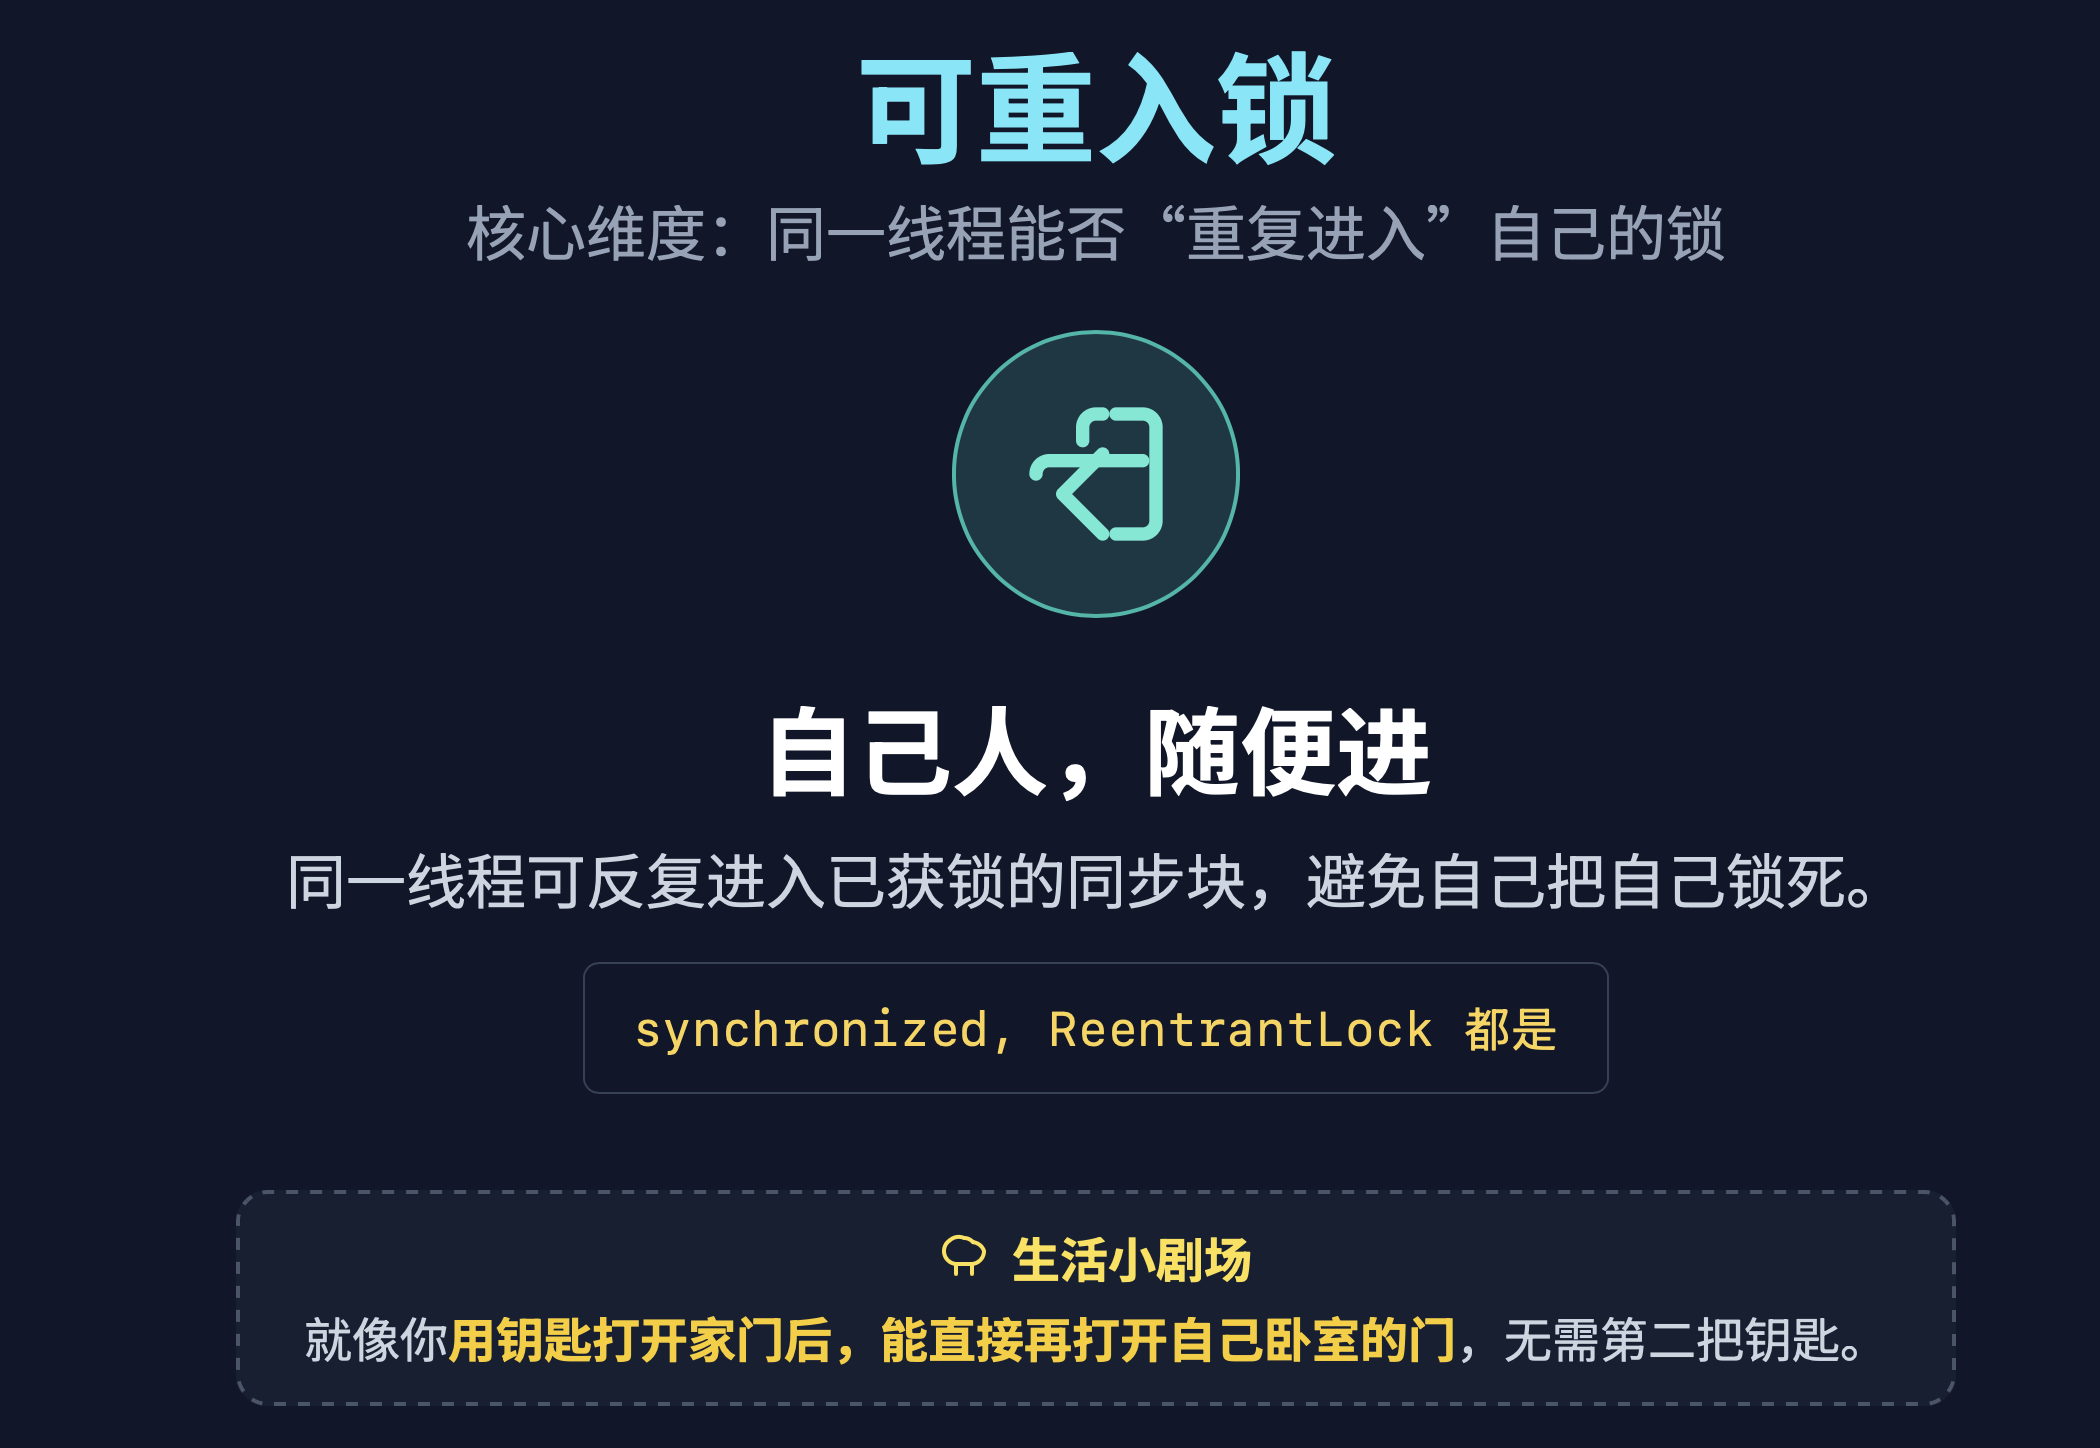 可重入锁
核心维度：同一线程能否“重复进入”自己的锁
自己人，随便进
同一线程可反复进入已获锁的同步块，避免自己把自己锁死。
synchronized, ReentrantLock 都是
生活小剧场
就像你用钥匙打开家门后，能直接再打开自己卧室的门，无需第二把钥匙。